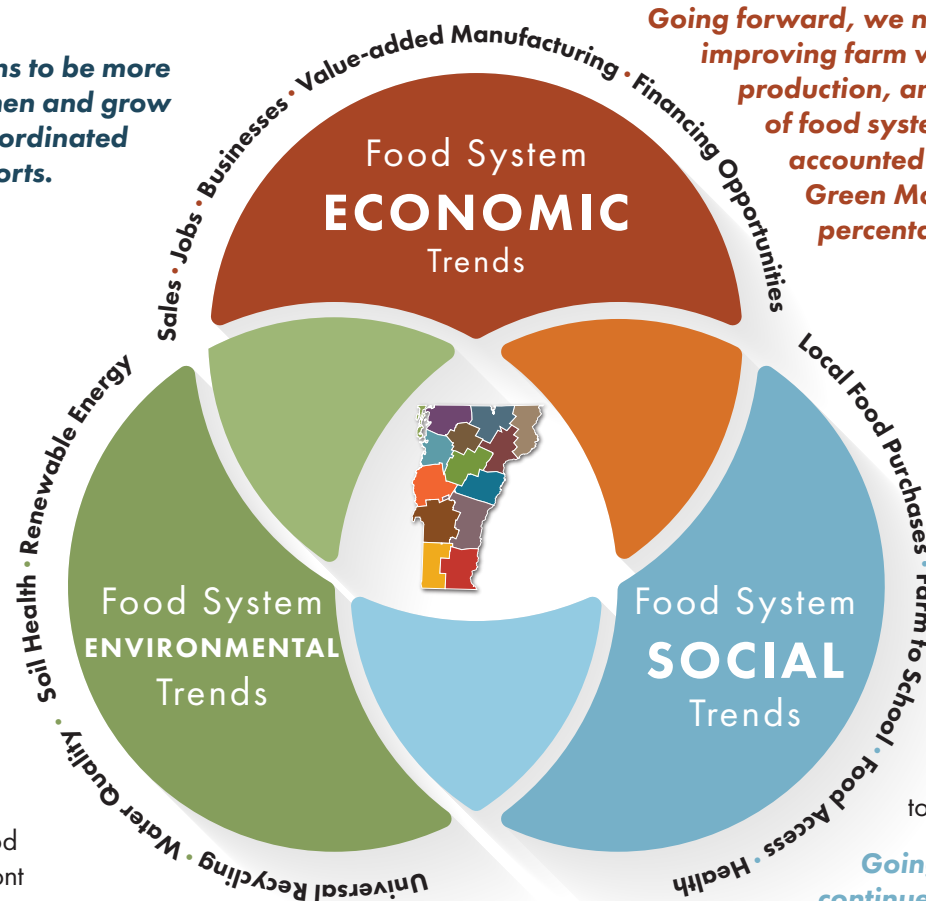 ns to be more
en and grow
ordinated
orts.
Going forward, we n
improving farm v
production, an
of food syste
accounted
Green Mo
percenta
Sales • Jobs • Businesses • Value-added Manufacturing • Financing Opportunities
Food System
ECONOMIC
Trends
Local Food Purchases • Farm to School • Food Access • Health
Food System
SOCIAL
Trends
Universal Recycling • Water Quality • Soil Health • Renewable Energy
Food System
ENVIRONMENTAL
Trends
od
ont
to
Going
continue